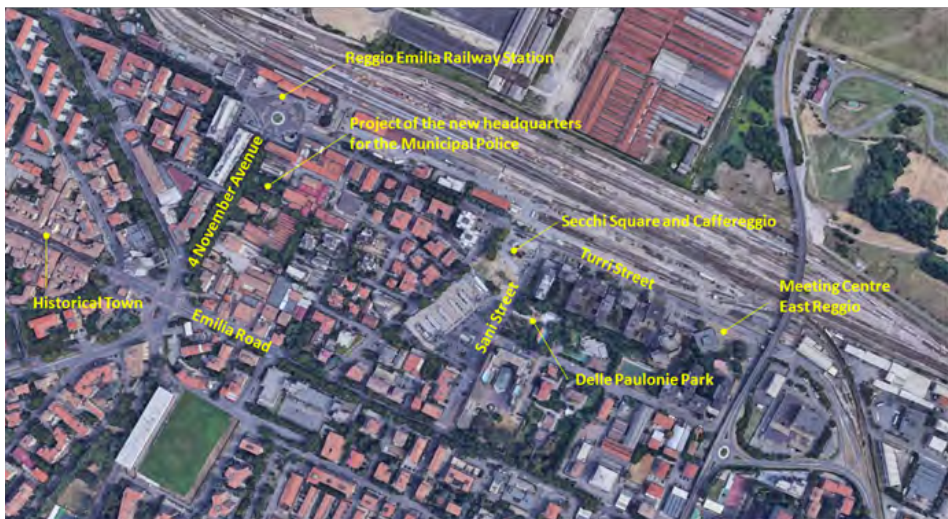 Reggio Emilia Railway Station
Project of the new headquarters
for the Municipal Police
4 November Avenue
Secchi Square and Caffereggio
Turri Street
Historical Town
Meeting Centre
East Reggio
Emilia Road
Sani Street
Delle Paulonie Park